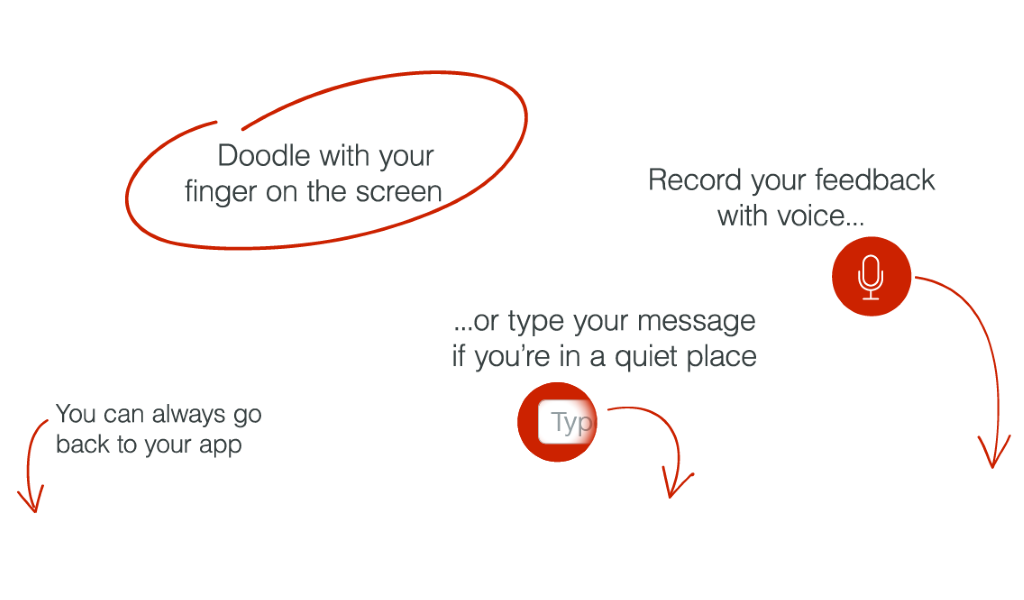 Doodle with your
finger on the screen
Record your feedback
with voice...
...or type your message
if you're in a quiet place
Typ
You can always go
back to your app